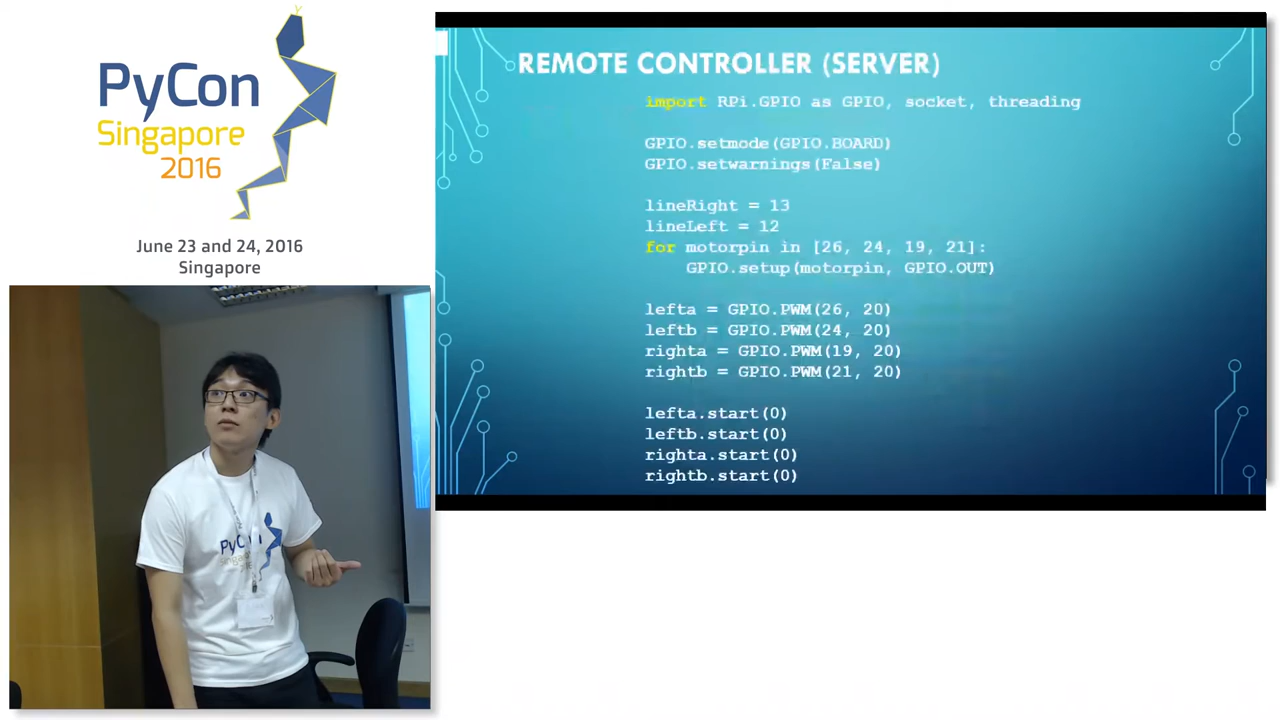 PyCon
Singapore
2016
June 23 and 24, 2016
Singapore
REMOTE CONTROLLER (SERVER)
import RPi.GPIO as GPIO, socket, threading
GPIO.setmode(GPIO.BOARD)
GPIO.setwarnings(False)
lineRight = 13
lineLeft = 12
for motorpin in [26, 24, 19, 21]:
    GPIO.setup(motorpin, GPIO.OUT)
lefta = GPIO.PWM(26, 20)
leftb = GPIO.PWM(24, 20)
righta = GPIO.PWM(19, 20)
rightb = GPIO.PWM(21, 20)
lefta.start(0)
leftb.start(0)
righta.start(0)
rightb.start(0)